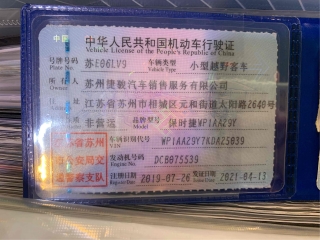 中华人民共和国机动车行驶证
Vehicle License of the People's Republic of China
号牌号码 苏E06LV9 车辆类型 小型越野客车
Plate No. Vehicle Type
所有人 苏州捷骏汽车销售服务有限公司
Owner
住址 江苏省苏州市相城区元和街道太阳路2648号
Address
使用性质 非营运 品牌型号 保时捷WP1AA29Y
Use Character Model
车辆识别代号 WP1AA29Y7KDA25039
VIN
发动机号码 DCB075539
Engine No.
注册日期 2019-07-26 发证日期 2021-04-13
Register Date Issue Date
省苏州
公安局交
警支队